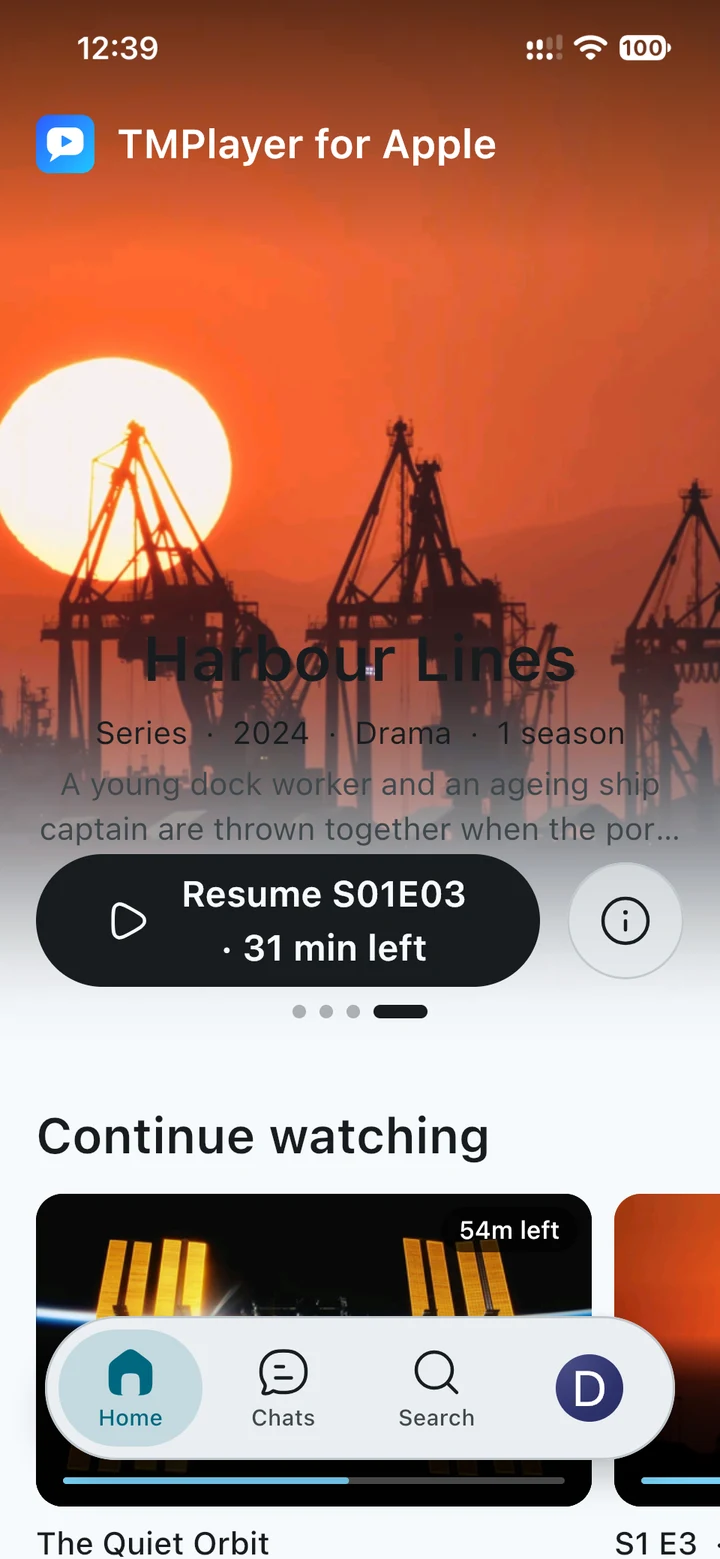 12:39
100
TMPlayer for Apple
Harbour Lines
Series · 2024 · Drama · 1 season
A young dock worker and an ageing ship
captain are thrown together when the por...
Resume S01E03
· 31 min left
Continue watching
54m left
Home
Chats
Search
D
The Quiet Orbit
S1 E3 ·